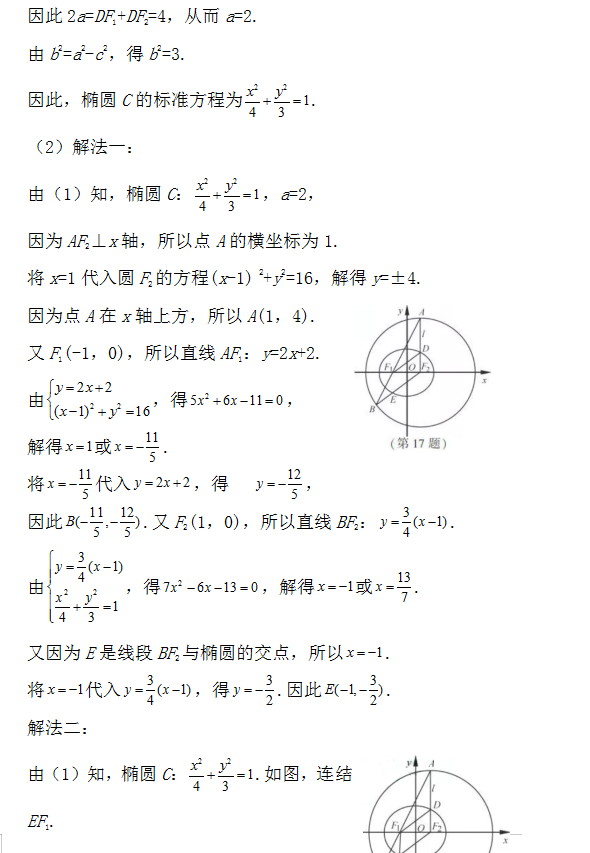 因此 2a=DF₁+DF₂=4，从而 a=2.
由 b²=a²-c²，得 b²=3.
因此，椭圆 C 的标准方程为 x²/4+y²/3=1.
（2）解法一：
由（1）知，椭圆 C： x²/4+y²/3=1，a=2，
因为 AF₂⊥x 轴，所以点 A 的横坐标为 1.
将 x=1 代入圆 F₂ 的方程(x-1) ²+y²=16，解得 y=±4.
因为点 A 在 x 轴上方，所以 A(1，4).
又 F₁(-1，0)，所以直线 AF₁：y=2x+2.
由{y=2x+2
(x-1)²+y²=16，得 5x²+6x-11=0，
解得 x=1 或 x=-11/5.
将 x=-11/5 代入 y=2x+2，得 y=-12/5，
因此 B(-11/5,-12/5).又 F₂(1，0)，所以直线 BF₂： y=3/4(x-1).
由{y=3/4(x-1)
x²/4+y²/3=1，得 7x²-6x-13=0，解得 x=-1 或 x=13/7.
又因为 E 是线段 BF₂ 与椭圆的交点，所以 x=-1.
将 x=-1 代入 y=3/4(x-1)，得 y=-3/2.因此 E(-1,-3/2).
解法二：
由（1）知，椭圆 C： x²/4+y²/3=1.如图，连结
EF₁.
y A
l
D
F₁ O F₂
x
E
B
(第 17 题)
y A
l
D
F₁ O F₂
x